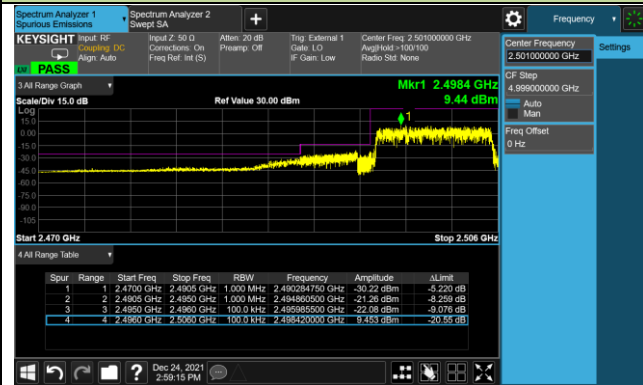 Spectrum Analyzer 1
Spurious Emissions
Spectrum Analyzer 2
Swept SA
Frequency
KEYSIGHT
Input: RF
Coupling: DC
Align: Auto
Input Z: 50 Ω
Corrections: On
Freq Ref: Int (S)
Atten: 20 dB
Preamp: Off
Trig: External 1
Gate: LO
IF Gain: Low
Center Freq: 2.501000000 GHz
Avg|Hold:>100/100
Radio Std: None
PASS
Center Frequency
2.501000000 GHz
Settings
CF Step
4.999000000 GHz
Auto
Man
Freq Offset
0 Hz
3 All Range Graph
Mkr1 2.4984 GHz
Scale/Div 15.0 dB
Ref Value 30.00 dBm
9.44 dBm
Log
15.0
0.00
-15.0
-30.0
-45.0
-60.0
-75.0
-90.0
-105
1
Start 2.470 GHz
Stop 2.506 GHz
4 All Range Table
Spur Range Start Freq Stop Freq RBW Frequency Amplitude ΔLimit
1 1 2.4700 GHz 2.4905 GHz 1.000 MHz 2.490284750 GHz -30.22 dBm -5.220 dB
2 2 2.4905 GHz 2.4950 GHz 1.000 MHz 2.494860500 GHz -21.26 dBm -8.259 dB
3 3 2.4950 GHz 2.4960 GHz 100.0 kHz 2.495985500 GHz -22.08 dBm -9.076 dB
4 4 2.4960 GHz 2.5060 GHz 100.0 kHz 2.498420000 GHz 9.453 dBm -20.55 dB
Dec 24, 2021
2:59:15 PM